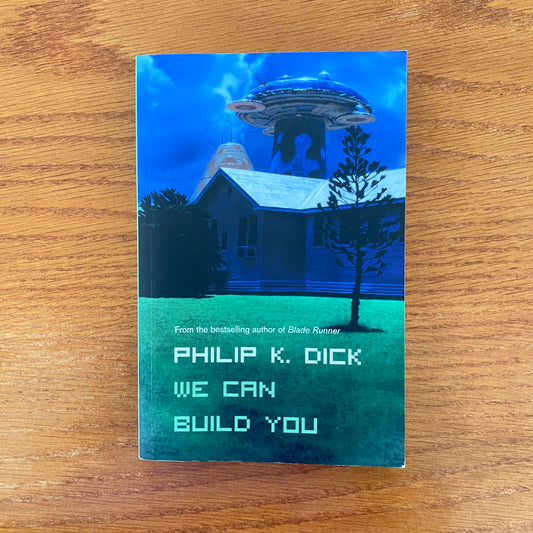 From the bestselling author of Blade Runner
PHILIP K. DICK
WE CAN
BUILD YOU